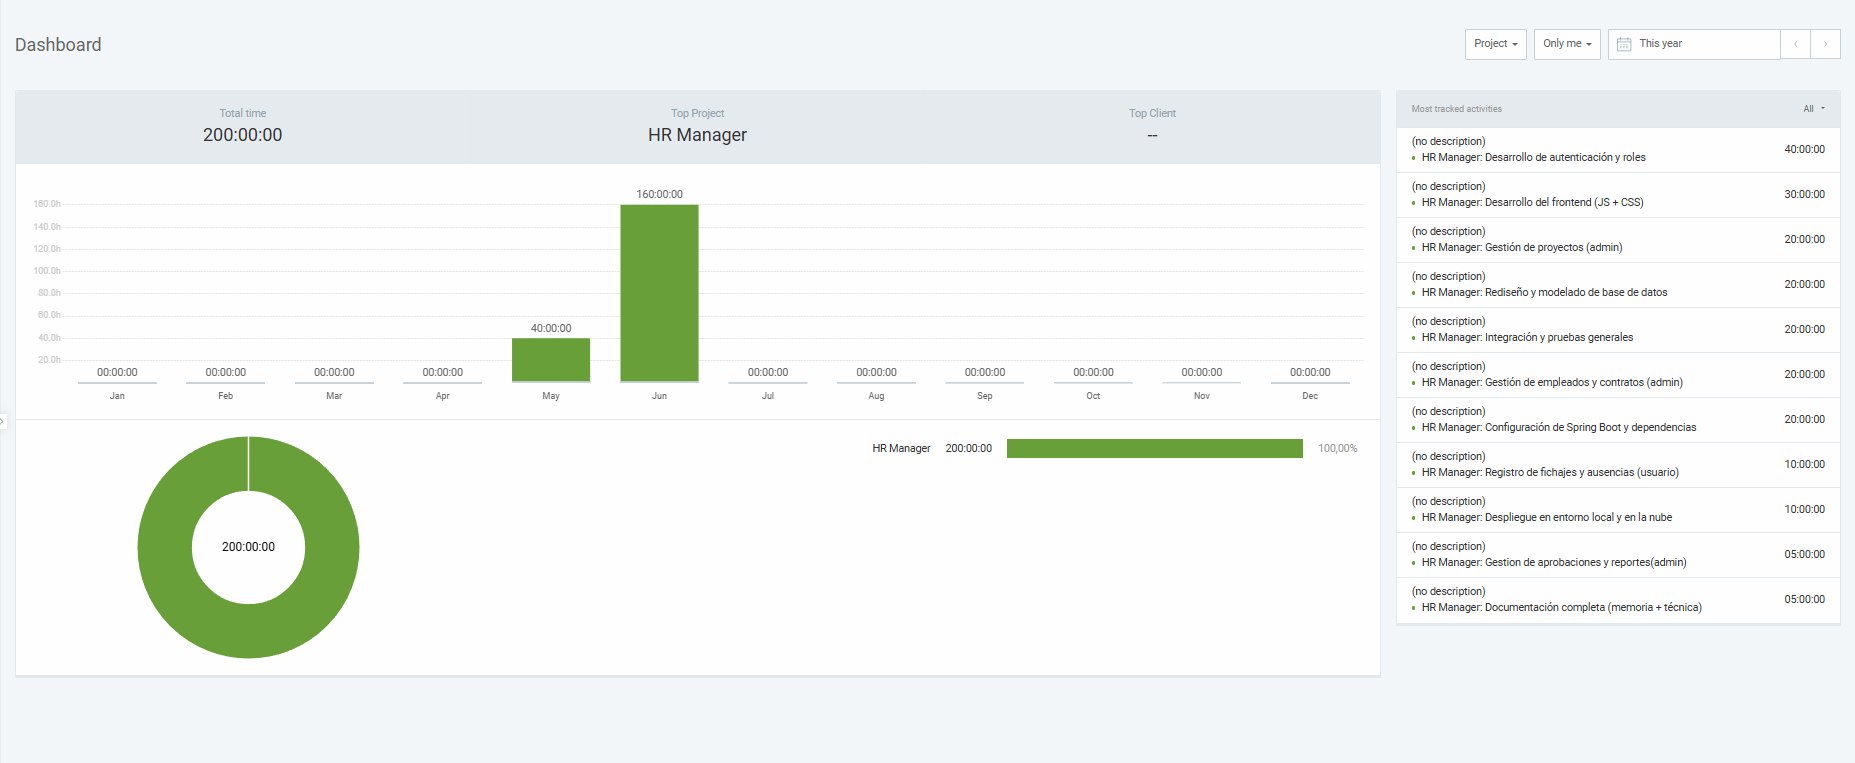 Dashboard
Project
Only me
This year
Total time
200:00:00
Top Project
HR Manager
Top Client
--
160:00:00
160.0h
140.0h
120.0h
100.0h
80.0h
60.0h
40.0h
20.0h
40:00:00
00:00:00 00:00:00 00:00:00 00:00:00 00:00:00 00:00:00 00:00:00 00:00:00 00:00:00 00:00:00
Jan Feb Mar Apr May Jun Jul Aug Sep Oct Nov Dec
200:00:00
HR Manager 200:00:00 100,00%
Most tracked activities All
(no description)
HR Manager: Desarrollo de autenticación y roles 40:00:00
(no description)
HR Manager: Desarrollo del frontend (JS + CSS) 30:00:00
(no description)
HR Manager: Gestión de proyectos (admin) 20:00:00
(no description)
HR Manager: Rediseño y modelado de base de datos 20:00:00
(no description)
HR Manager: Integración y pruebas generales 20:00:00
(no description)
HR Manager: Gestión de empleados y contratos (admin) 20:00:00
(no description)
HR Manager: Configuración de Spring Boot y dependencias 20:00:00
(no description)
HR Manager: Registro de fichajes y ausencias (usuario) 10:00:00
(no description)
HR Manager: Despliegue en entorno local y en la nube 10:00:00
(no description)
HR Manager: Gestion de aprobaciones y reportes(admin) 05:00:00
(no description)
HR Manager: Documentación completa (memoria + técnica) 05:00:00